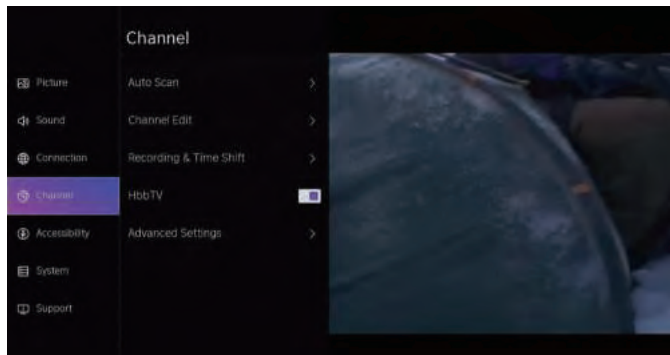 Channel
Picture
Auto Scan
Sound
Channel Edit
Connection
Recording & Time Shift
Channel
HbbTV
Accessibility
Advanced Settings
System
Support